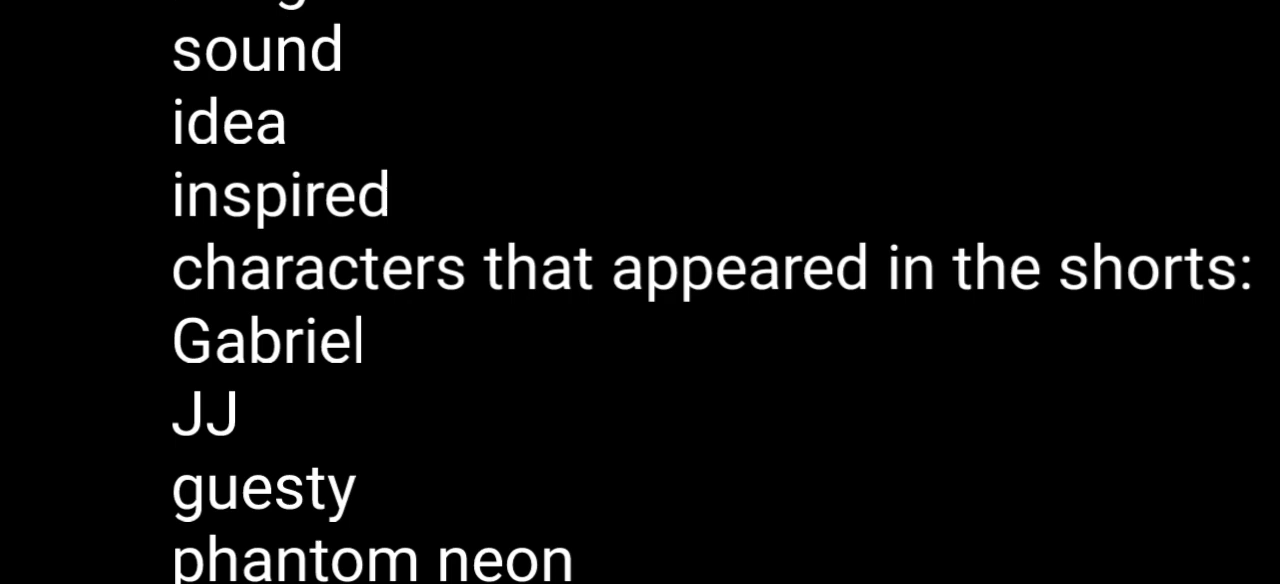 sound
idea
inspired
characters that appeared in the shorts:
Gabriel
JJ
guesty
phantom neon